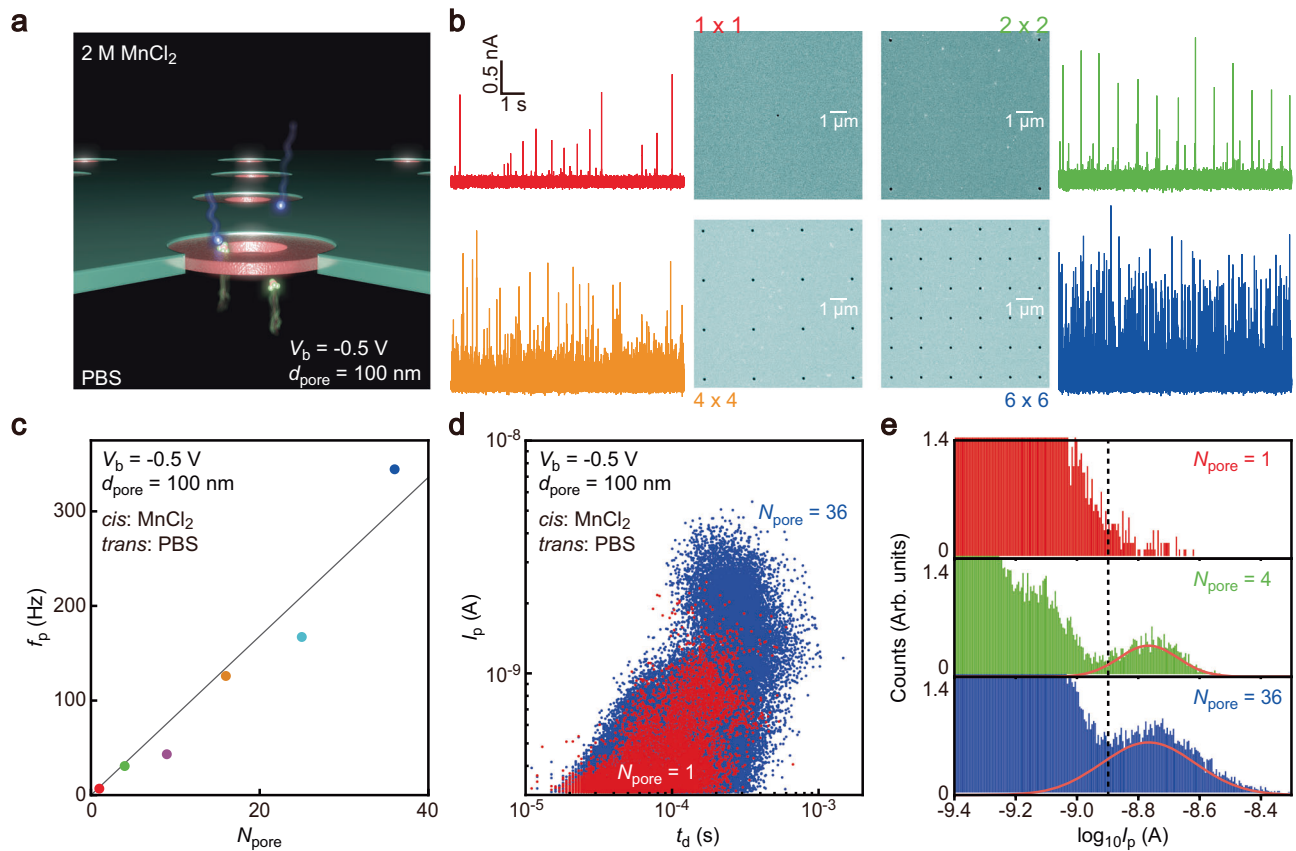 a
2 M MnCl2
Vb = -0.5 V
dpore = 100 nm
PBS
b
0.5 nA
1 s
1 x 1
1 μm
2 x 2
1 μm
4 x 4
1 μm
6 x 6
1 μm
c
Vb = -0.5 V
dpore = 100 nm
cis: MnCl2
trans: PBS
fp (Hz)
300
200
100
0
0
20
40
Npore
d
Vb = -0.5 V
dpore = 100 nm
cis: MnCl2
trans: PBS
Npore = 36
Npore = 1
Ip (A)
10-8
10-9
10-5
10-4
10-3
td (s)
e
Counts (Arb. units)
1.4
0
Npore = 1
1.4
0
Npore = 4
1.4
0
Npore = 36
-9.4
-9.2
-9.0
-8.8
-8.6
-8.4
log10Ip (A)